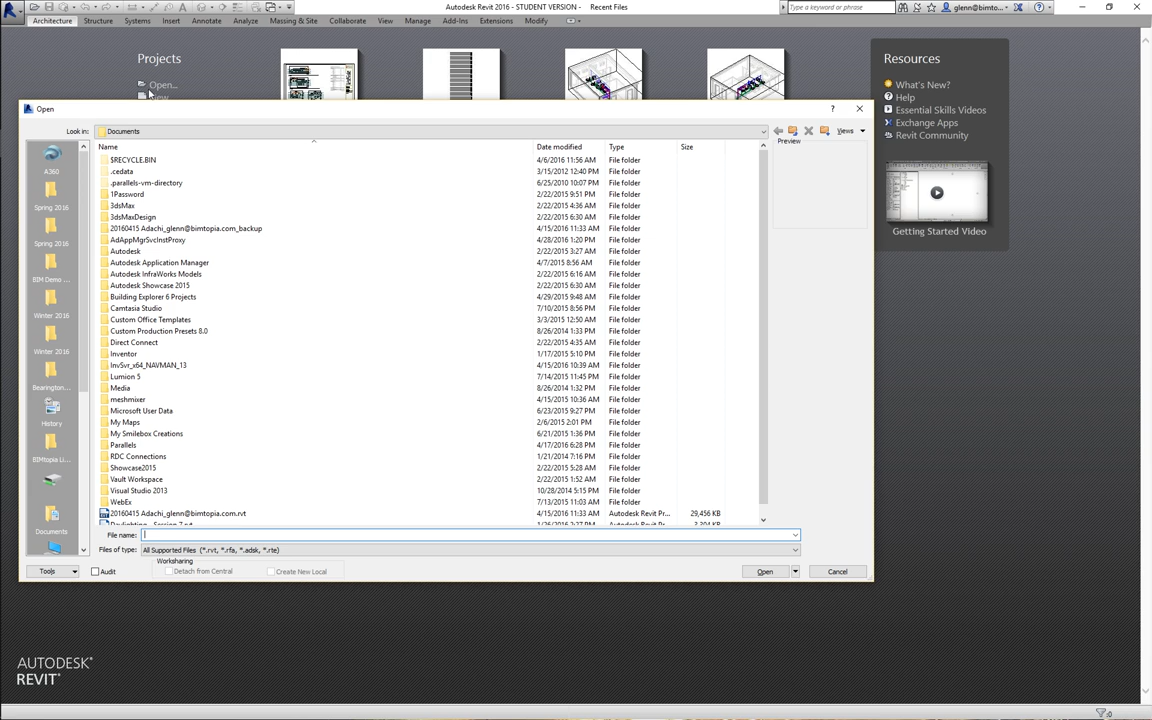 Autodesk Revit 2016 - STUDENT VERSION - Recent Files
Type a keyword or phrase
glenn@bimto...
Architecture Structure Systems Insert Annotate Analyze Massing & Site Collaborate View Manage Add-Ins Extensions Modify
Projects
Open...
Resources
What's New?
Help
Essential Skills Videos
Exchange Apps
Revit Community
Getting Started Video
Open
Look in: Documents
Views
Preview
Name Date modified Type Size
$RECYCLE.BIN 4/6/2016 11:56 AM File folder
.cedata 3/15/2012 12:40 PM File folder
.parallels-vm-directory 6/25/2010 10:07 PM File folder
1Password 2/22/2015 9:51 PM File folder
3dsMax 2/22/2015 4:36 AM File folder
3dsMaxDesign 2/22/2015 6:30 AM File folder
20160415 Adachi_glenn@bimtopia.com_backup 4/15/2016 11:33 AM File folder
AdAppMgrSvcInstProxy 4/28/2016 1:20 PM File folder
Autodesk 2/22/2015 3:27 AM File folder
Autodesk Application Manager 4/7/2015 8:56 AM File folder
Autodesk InfraWorks Models 2/22/2015 6:16 AM File folder
Autodesk Showcase 2015 2/22/2015 6:30 AM File folder
Building Explorer 6 Projects 4/29/2015 9:48 AM File folder
Camtasia Studio 7/10/2015 8:56 PM File folder
Custom Office Templates 3/3/2015 12:50 AM File folder
Custom Production Presets 8.0 8/26/2014 1:33 PM File folder
Direct Connect 2/22/2015 4:35 AM File folder
Inventor 1/17/2015 5:10 PM File folder
InvSvr_x64_NAVMAN_13 4/15/2016 10:39 AM File folder
Lumion 5 7/14/2015 11:45 PM File folder
Media 8/26/2014 1:32 PM File folder
meshmixer 4/15/2015 10:36 AM File folder
Microsoft User Data 6/23/2015 9:27 PM File folder
My Maps 2/6/2015 2:01 PM File folder
My Smilebox Creations 6/21/2015 1:36 PM File folder
Parallels 4/17/2016 6:28 PM File folder
RDC Connections 1/21/2014 7:16 PM File folder
Showcase2015 2/22/2015 5:28 AM File folder
Vault Workspace 2/22/2015 1:52 AM File folder
Visual Studio 2013 10/28/2014 5:15 PM File folder
WebEx 7/13/2015 11:03 AM File folder
20160415 Adachi_glenn@bimtopia.com.rvt 4/15/2016 11:33 AM Autodesk Revit Pr... 29,456 KB
A360
Spring 2016
Spring 2016
BIM Demo ...
Winter 2016
Winter 2016
Bearington...
History
BIMtopia Li...
Documents
File name:
Files of type: All Supported Files (*.rvt, *.rfa, *.adsk, *.rte)
Worksharing
Tools Audit Detach from Central Create New Local Open Cancel
AUTODESK®
REVIT®
:0